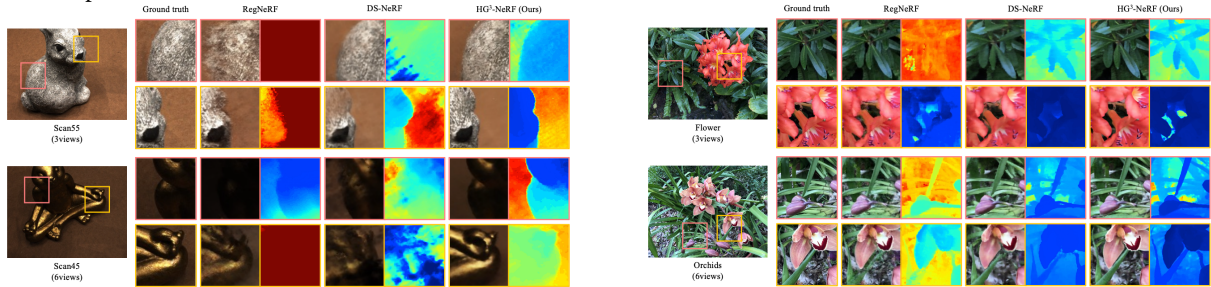 Ground truth RegNeRF DS-NeRF HG³-NeRF (Ours)
Scan55
(3views)
Scan45
(6views)
Ground truth RegNeRF DS-NeRF HG³-NeRF (Ours)
Flower
(3views)
Orchids
(6views)